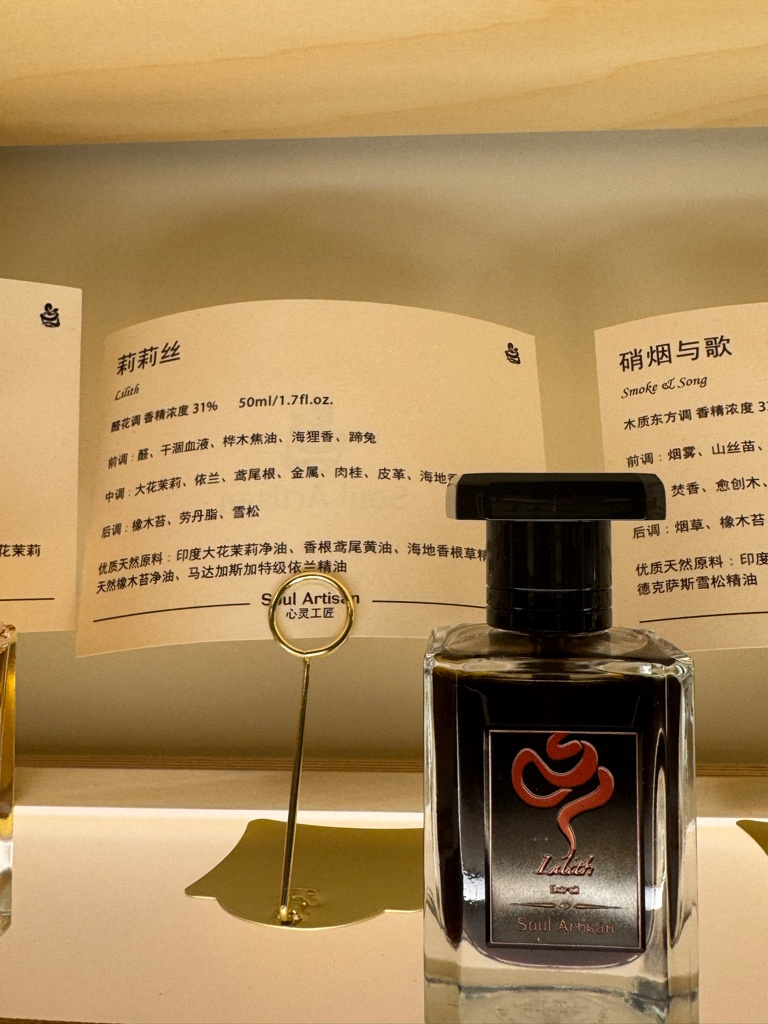 花茉莉
莉莉丝
Lilith
醛花调 香精浓度 31% 50ml/1.7fl.oz.
前调：醛、干涸血液、桦木焦油、海狸香、蹄兔
中调：大花茉莉、依兰、鸢尾根、金属、肉桂、皮革、海地香
后调：橡木苔、劳丹脂、雪松
优质天然原料：印度大花茉莉净油、香根鸢尾黄油、海地香根草精
天然橡木苔净油、马达加斯加特级依兰精油
Soul Artisan
心灵工匠
硝烟与歌
Smoke & Song
木质东方调 香精浓度 3
前调：烟雾、山丝苗、
焚香、愈创木、
后调：烟草、橡木苔
优质天然原料：印度
德克萨斯雪松精油
Lilith
Soul Artisan